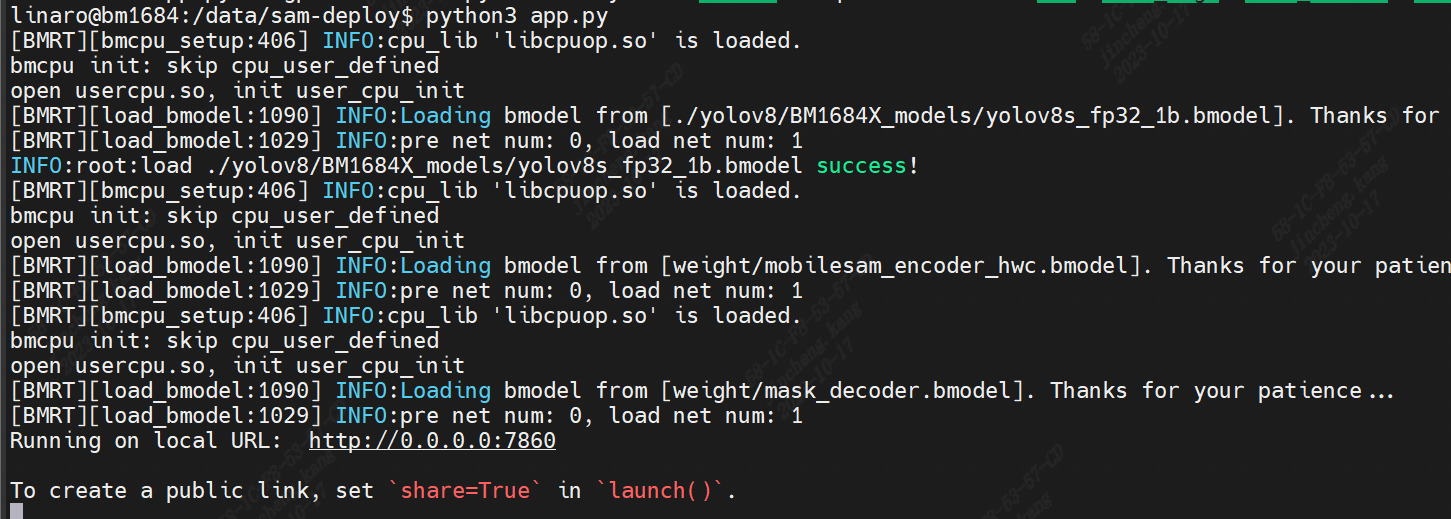 linaro@bm1684:/data/sam-deploy$ python3 app.py
[BMRT][bmcpu_setup:406] INFO:cpu_lib 'libcpuop.so' is loaded.
bmcpu init: skip cpu_user_defined
open usercpu.so, init user_cpu_init
[BMRT][load_bmodel:1090] INFO:Loading bmodel from [./yolov8/BM1684X_models/yolov8s_fp32_1b.bmodel]. Thanks for
[BMRT][load_bmodel:1029] INFO:pre net num: 0, load net num: 1
INFO:root:load ./yolov8/BM1684X_models/yolov8s_fp32_1b.bmodel success!
[BMRT][bmcpu_setup:406] INFO:cpu_lib 'libcpuop.so' is loaded.
bmcpu init: skip cpu_user_defined
open usercpu.so, init user_cpu_init
[BMRT][load_bmodel:1090] INFO:Loading bmodel from [weight/mobilesam_encoder_hwc.bmodel]. Thanks for your patien
[BMRT][load_bmodel:1029] INFO:pre net num: 0, load net num: 1
[BMRT][bmcpu_setup:406] INFO:cpu_lib 'libcpuop.so' is loaded.
bmcpu init: skip cpu_user_defined
open usercpu.so, init user_cpu_init
[BMRT][load_bmodel:1090] INFO:Loading bmodel from [weight/mask_decoder.bmodel]. Thanks for your patience...
[BMRT][load_bmodel:1029] INFO:pre net num: 0, load net num: 1
Running on local URL:  http://0.0.0.0:7860
To create a public link, set `share=True` in `launch()`.